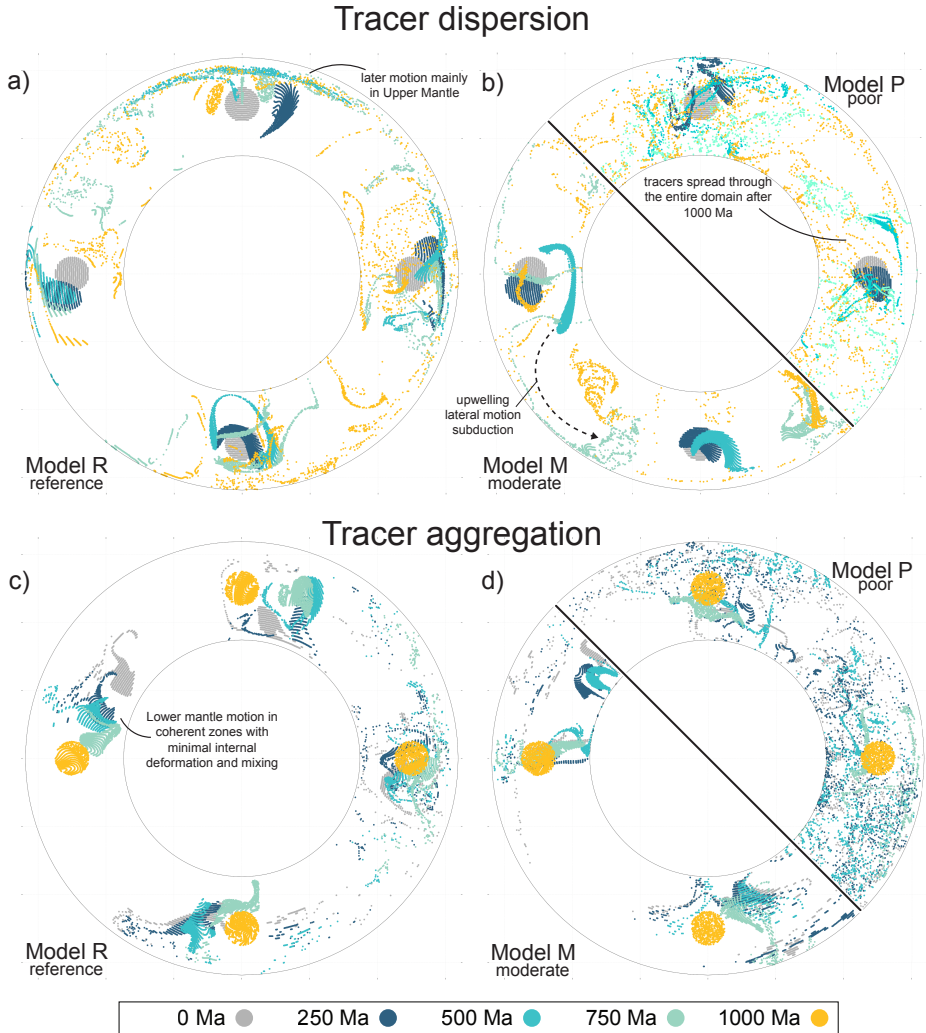 Tracer dispersion
a)
later motion mainly
in Upper Mantle
b)
Model P
poor
tracers spread through
the entire domain after
1000 Ma
upwelling
lateral motion
subduction
Model R
reference
Model M
moderate
Tracer aggregation
c)
d)
Model P
poor
Lower mantle motion in
coherent zones with
minimal internal
deformation and mixing
Model R
reference
Model M
moderate
0 Ma 250 Ma 500 Ma 750 Ma 1000 Ma